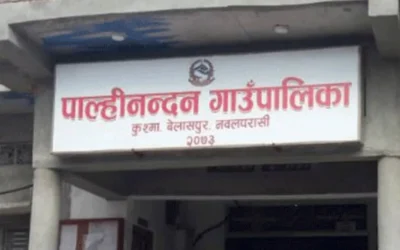 पाल्हीनन्दन गाउँपालिका
कुश्मा, बेलासपुर, नवलपरासी
२०७३